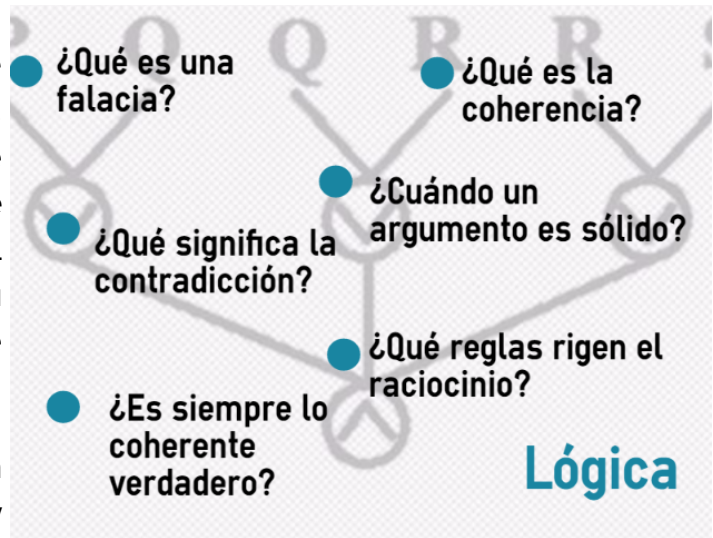 P Q Q R R S
¿Qué es una
falacia?
¿Qué es la
coherencia?
¿Cuándo un
argumento es sólido?
¿Qué significa la
contradicción?
¿Qué reglas rigen el
raciocinio?
¿Es siempre lo
coherente
verdadero?
Lógica